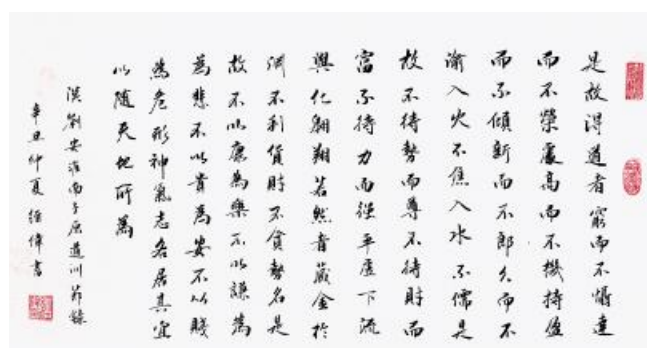 是故得道者窮而不懾達
而不榮處高而不機持盈
而不傾新而不郎久而不
渝入火不焦入水不濡是
故不待勢而尊不待財而
富不待力而強平虛下流
與化翱翔若然者藏金於
淵不利貨財不貪勢名是
故不以康為樂不以謙為
為悲不以貴為安不以賤
為危形神氣志各居其宜
以隨天地所為
漢劉安淮南子原道訓節錄
辛丑仲夏書